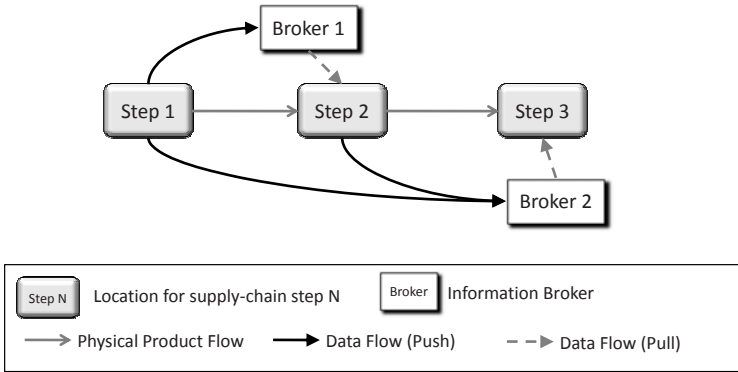 Broker 1
Step 1
Step 2
Step 3
Broker 2
Step N
Location for supply-chain step N
Broker
Information Broker
Physical Product Flow
Data Flow (Push)
Data Flow (Pull)